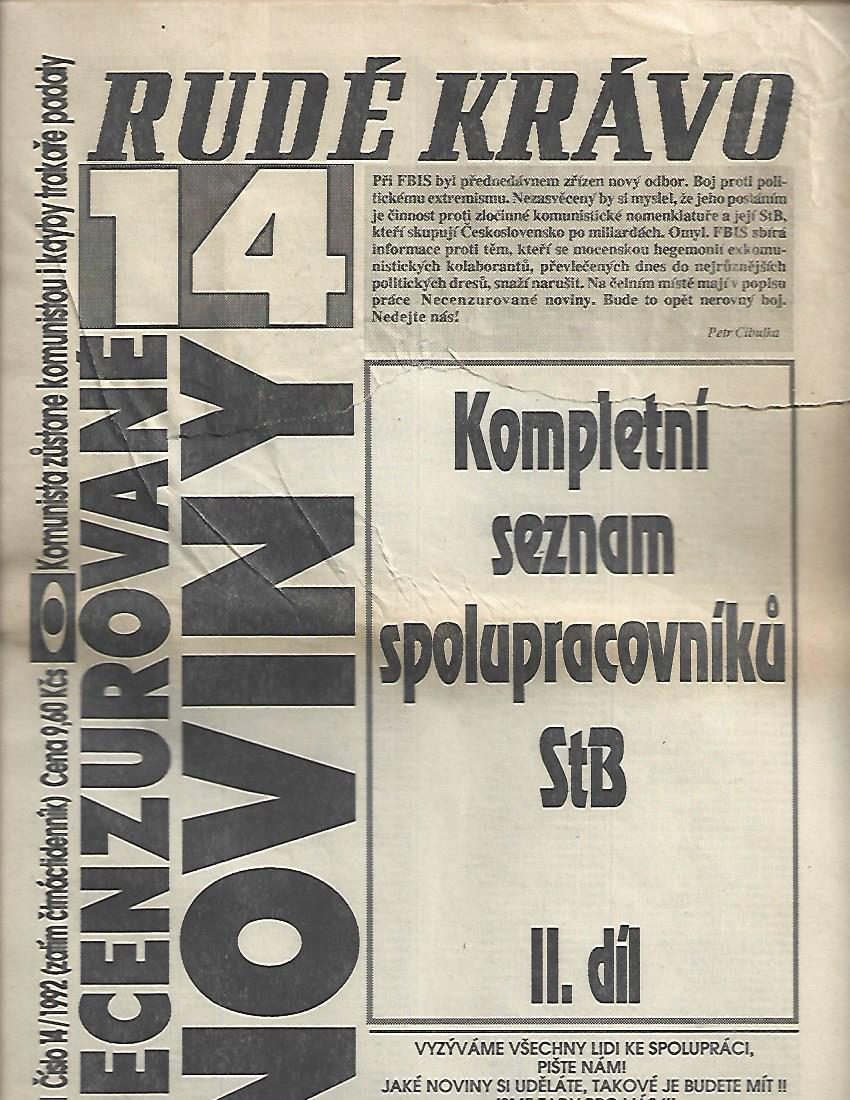 RUDÉ KRÁVO
14
Při FBIS byl přednedávnem zřízen nový odbor. Boj proti poli-
tickému extremismu. Nezasvěcený by si myslel, že jeho posláním
je činnost proti zločinné komunistické nomenklatuře a její StB,
kteří skupují Československo po miliardách. Omyl. FBIS sbírá
informace proti těm, kteří se mocenskou hegemonii exkomu-
nistických kolaborantů, převlečených dnes do nejrůznějších
politických dresů, snaží narušit. Na čelním místě mají v popisu
práce Necenzurované noviny. Bude to opět nerovný boj.
Nedejte nás!
Petr Cibulka
Číslo 14/1992 (zatím čtrnáctideník) Cena 9,60 Kčs
Komunista zůstane komunistou i kdyby trakaře padaly
ECENZUROVANÉ
NOVINY
Kompletní
seznam
spolupracovníků
StB
II. díl
VYZÝVÁME VŠECHNY LIDI KE SPOLUPRÁCI,
PIŠTE NÁM!
JAKÉ NOVINY SI UDĚLÁTE, TAKOVÉ JE BUDETE MÍT !!